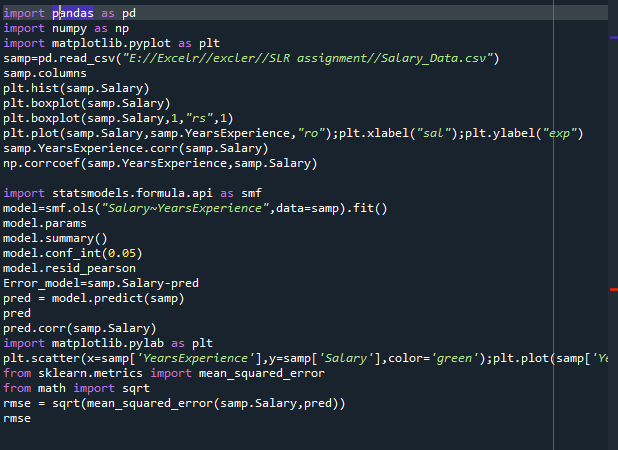 import pandas as pd
import numpy as np
import matplotlib.pyplot as plt
samp=pd.read_csv("E://Excelr//excler//SLR assignment//Salary_Data.csv")
samp.columns
plt.hist(samp.Salary)
plt.boxplot(samp.Salary)
plt.boxplot(samp.Salary,1,"rs",1)
plt.plot(samp.Salary,samp.YearsExperience,"ro");plt.xlabel("sal");plt.ylabel("exp")
samp.YearsExperience.corr(samp.Salary)
np.corrcoef(samp.YearsExperience,samp.Salary)
import statsmodels.formula.api as smf
model=smf.ols("Salary~YearsExperience",data=samp).fit()
model.params
model.summary()
model.conf_int(0.05)
model.resid_pearson
Error_model=samp.Salary-pred
pred = model.predict(samp)
pred
pred.corr(samp.Salary)
import matplotlib.pylab as plt
plt.scatter(x=samp['YearsExperience'],y=samp['Salary'],color='green');plt.plot(samp['Ye
from sklearn.metrics import mean_squared_error
from math import sqrt
rmse = sqrt(mean_squared_error(samp.Salary,pred))
rmse